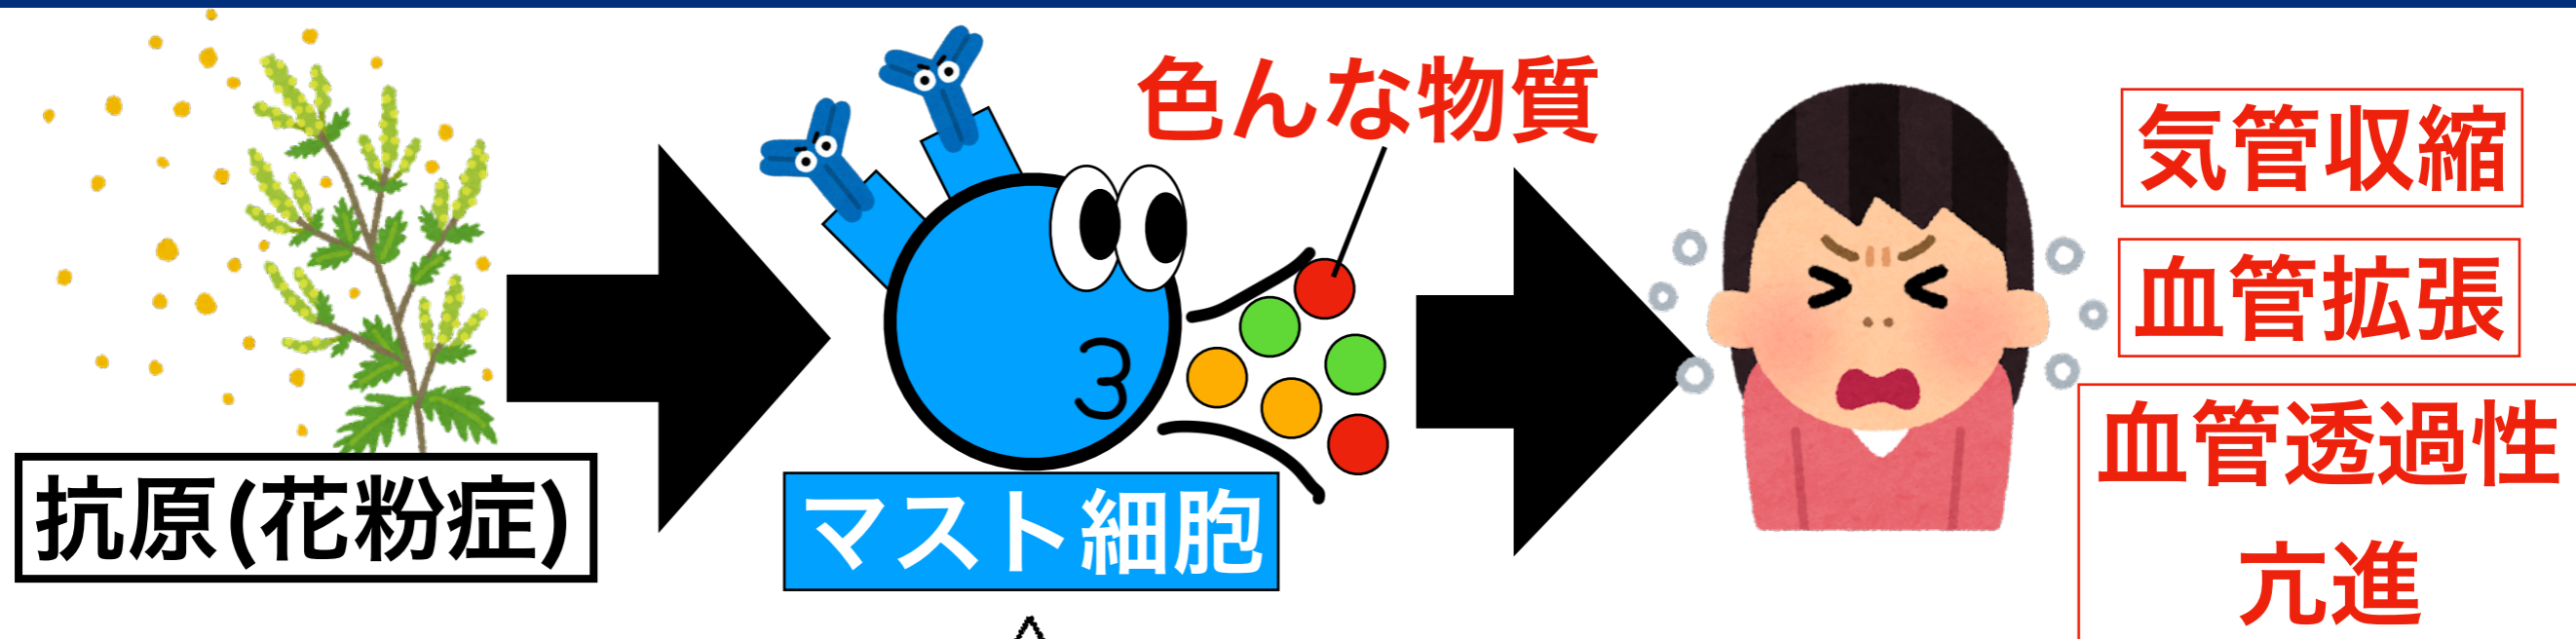 色んな物質
気管収縮
血管拡張
血管透過性
亢進
抗原(花粉症)
マスト細胞